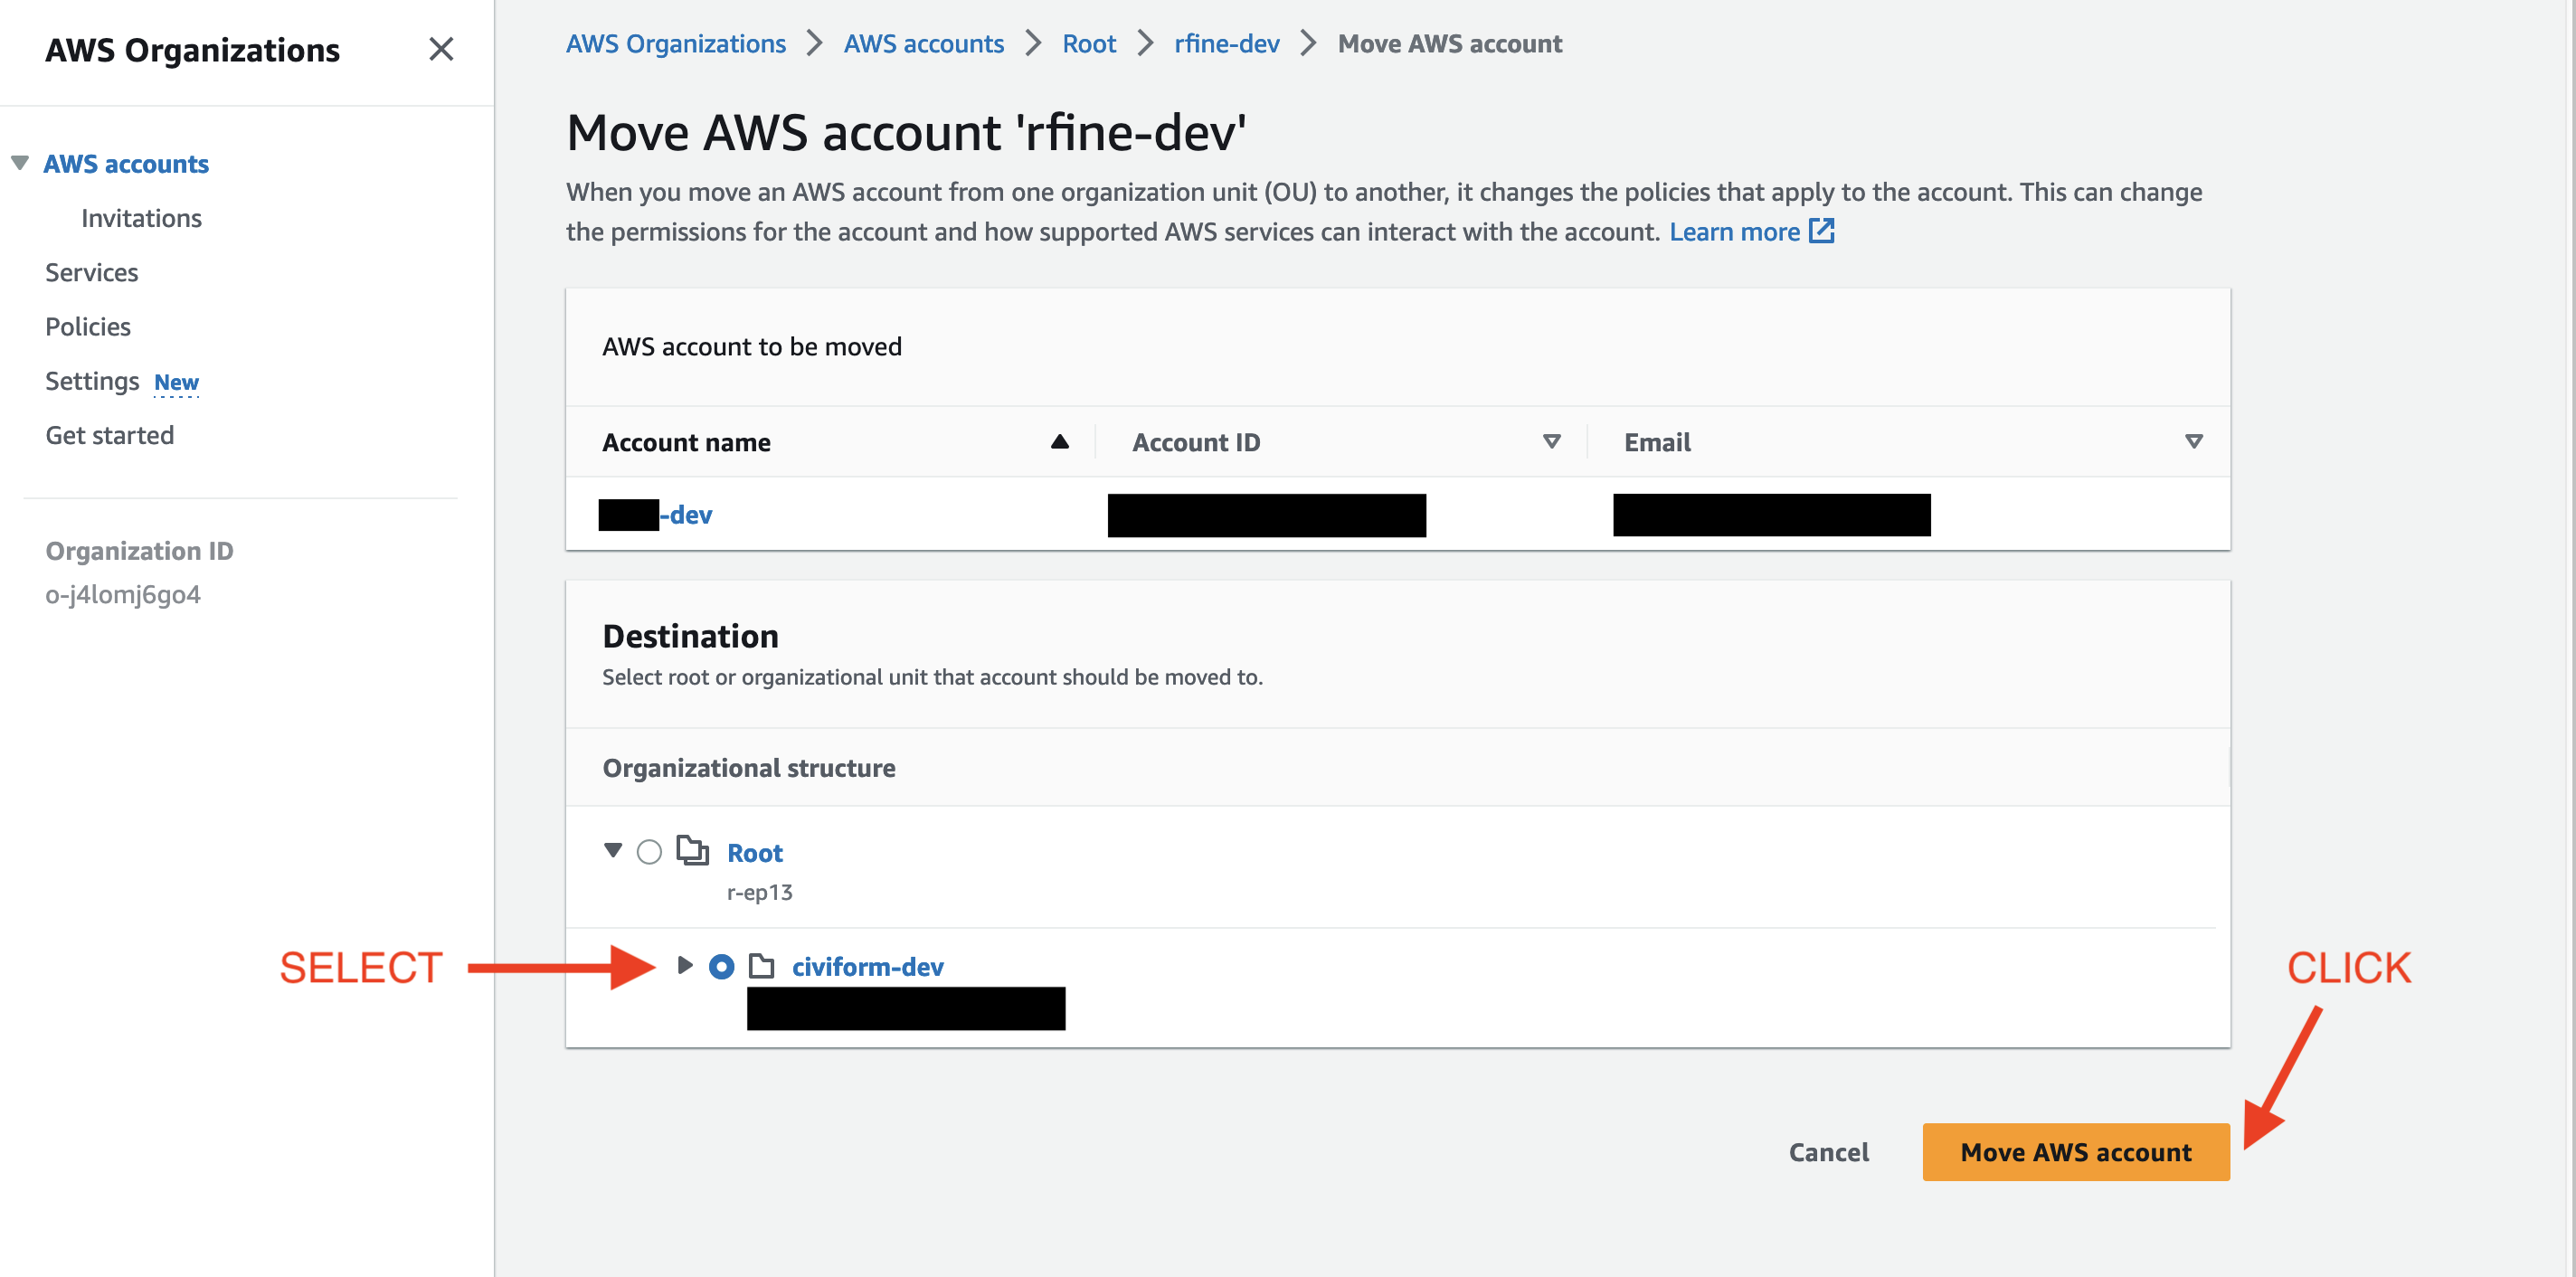 AWS Organizations
AWS accounts
Invitations
Services
Policies
Settings New
Get started
Organization ID
o-j4lomj6go4
AWS Organizations > AWS accounts > Root > rfine-dev > Move AWS account
Move AWS account 'rfine-dev'
When you move an AWS account from one organization unit (OU) to another, it changes the policies that apply to the account. This can change
the permissions for the account and how supported AWS services can interact with the account. Learn more
AWS account to be moved
Account name Account ID Email
-dev
Destination
Select root or organizational unit that account should be moved to.
Organizational structure
Root
r-ep13
SELECT civiform-dev
CLICK
Cancel Move AWS account